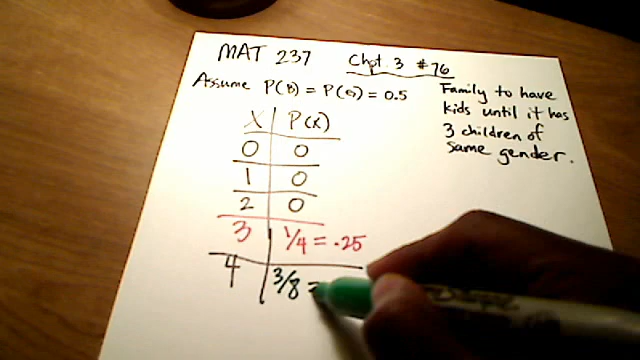 MAT 237
Chpt. 3 #76
Assume P(B) = P(G) = 0.5
Family to have
kids until it has
3 children of
same gender.
X P(X)
0 0
1 0
2 0
3 1/4 = .25
4 3/8 =